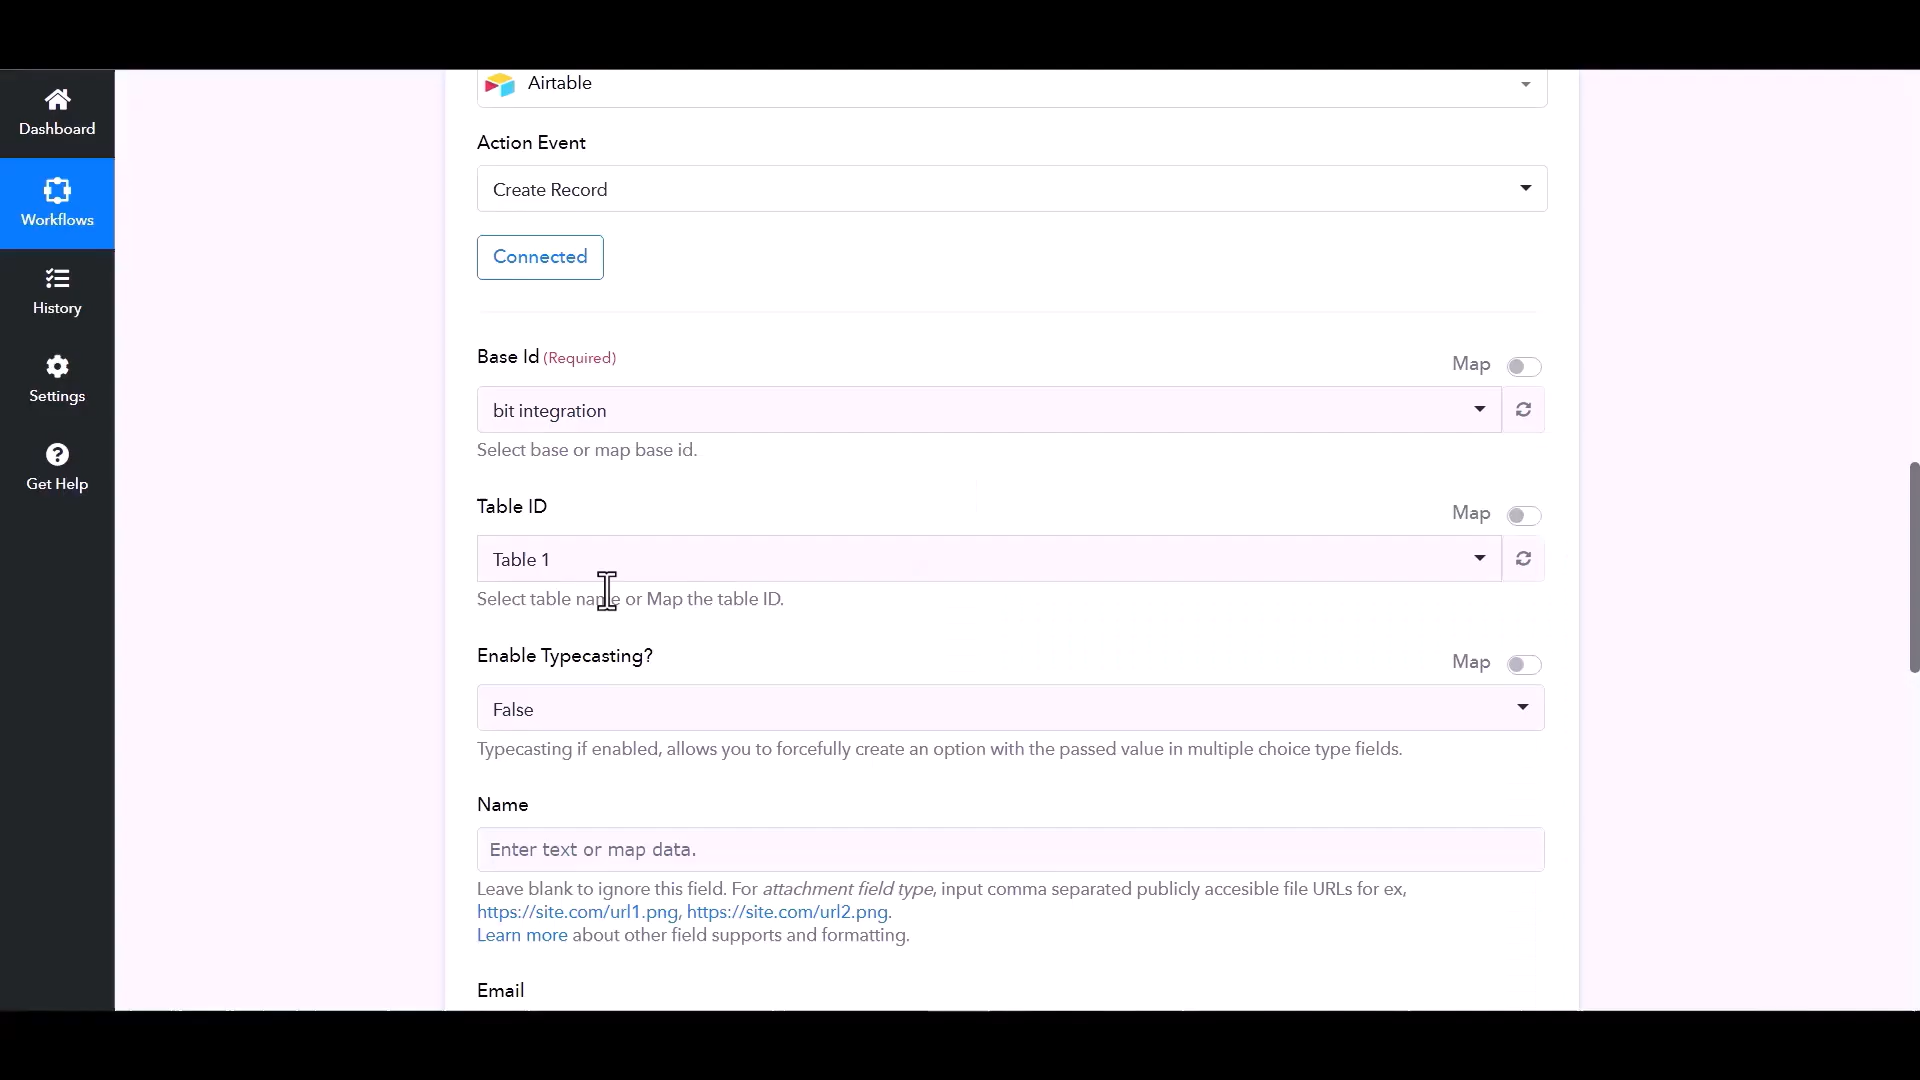 Dashboard
Workflows
History
Settings
?
Get Help
Airtable
Action Event
Create Record
Connected
Base Id (Required)
Map
bit integration
Select base or map base id.
Table ID
Map
Table 1
Select table name or Map the table ID.
Enable Typecasting?
Map
False
Typecasting if enabled, allows you to forcefully create an option with the passed value in multiple choice type fields.
Name
Enter text or map data.
Leave blank to ignore this field. For attachment field type, input comma separated publicly accesible file URLs for ex,
https://site.com/url1.png, https://site.com/url2.png.
Learn more about other field supports and formatting.
Email